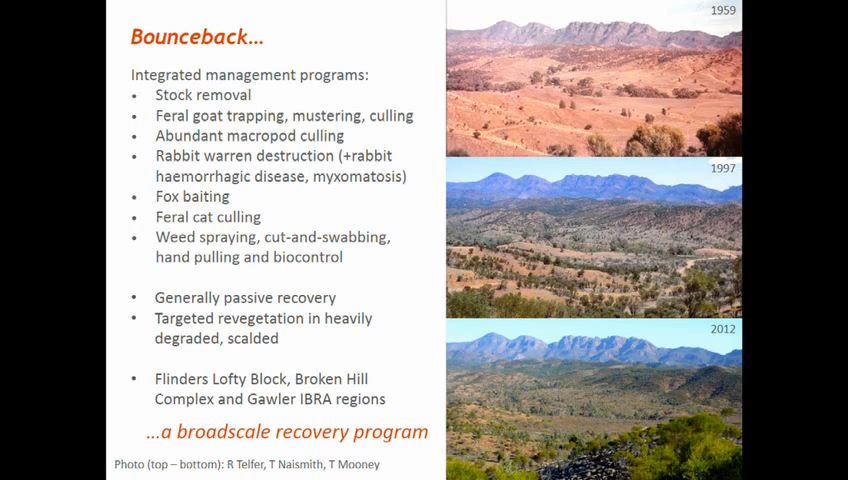 Bounceback...
Integrated management programs:
• Stock removal
• Feral goat trapping, mustering, culling
• Abundant macropod culling
• Rabbit warren destruction (+rabbit
haemorrhagic disease, myxomatosis)
• Fox baiting
• Feral cat culling
• Weed spraying, cut-and-swabbing,
hand pulling and biocontrol
• Generally passive recovery
• Targeted revegetation in heavily
degraded, scalded
• Flinders Lofty Block, Broken Hill
Complex and Gawler IBRA regions
...a broadscale recovery program
Photo (top – bottom): R Telfer, T Naismith, T Mooney
1959
1997
2012